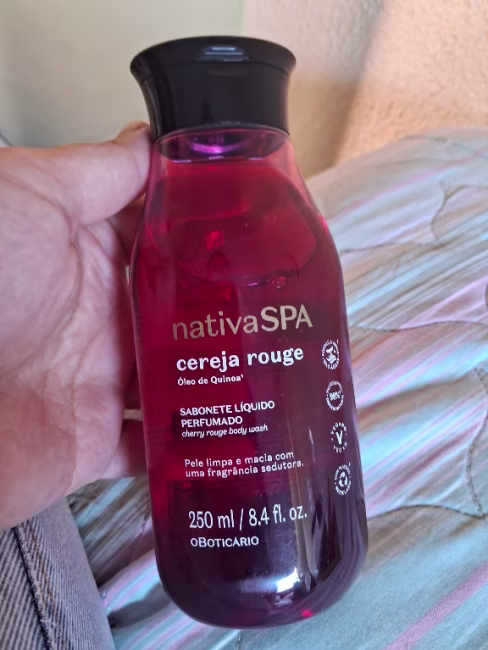 nativaSPA
cereja rouge
Óleo de Quinoa¹
SABONETE LÍQUIDO
PERFUMADO
cherry rouge body wash
Pele limpa e macia com
uma fragrância sedutora.
250 ml / 8.4 fl. oz.
oBOTICÁRIO